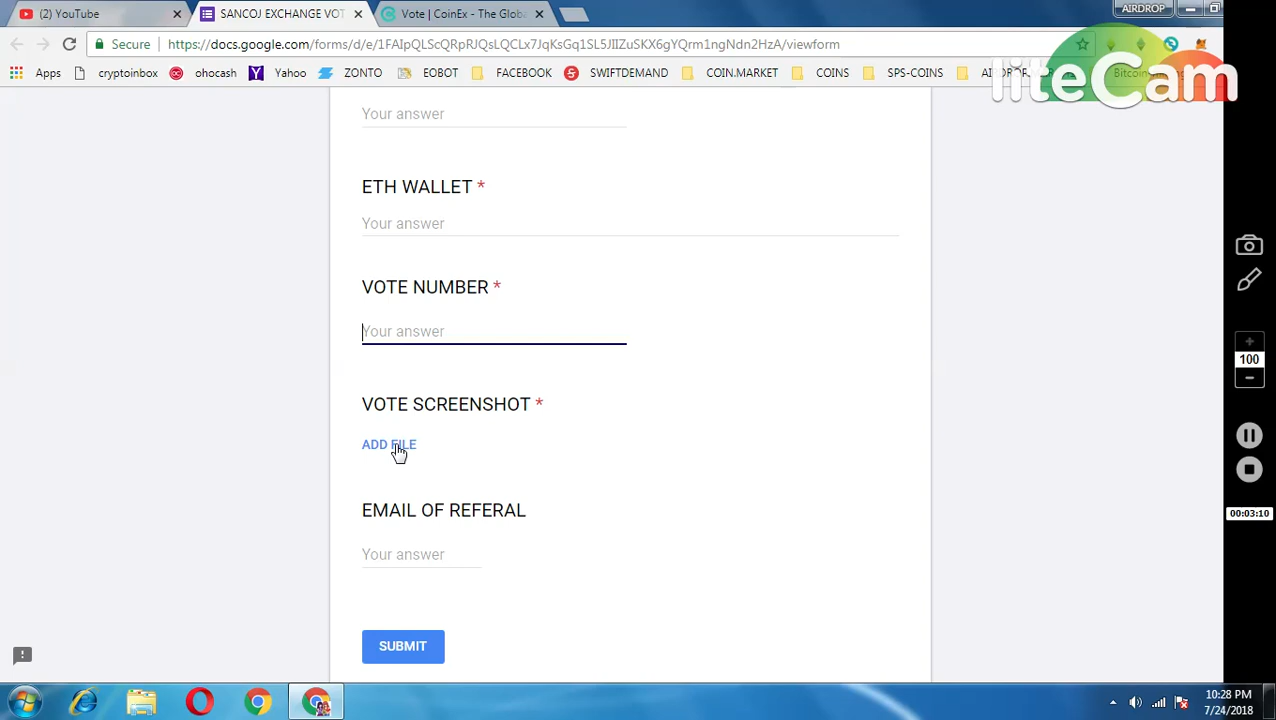 (2) YouTube
SANCOJ EXCHANGE VOT
Vote | CoinEx - The Globa
AIRDROP
Secure
https://docs.google.com/forms/d/e/1FAIpQLScQRpRJQsLQCLx7JqKsGq1SL5JIIZuSKX6gYQrm1ngNdn2HzA/viewform
Apps
cryptoinbox
ohocash
Yahoo
ZONE
EOBOT
FACEBOOK
SWIFTDEMAND
COIN.MARKET
COINS
SPS-COINS
liteCam
Your answer
ETH WALLET *
Your answer
VOTE NUMBER *
Your answer
VOTE SCREENSHOT *
ADD FILE
EMAIL OF REFERAL
Your answer
SUBMIT
100
00:03:10
10:28 PM
7/24/2018